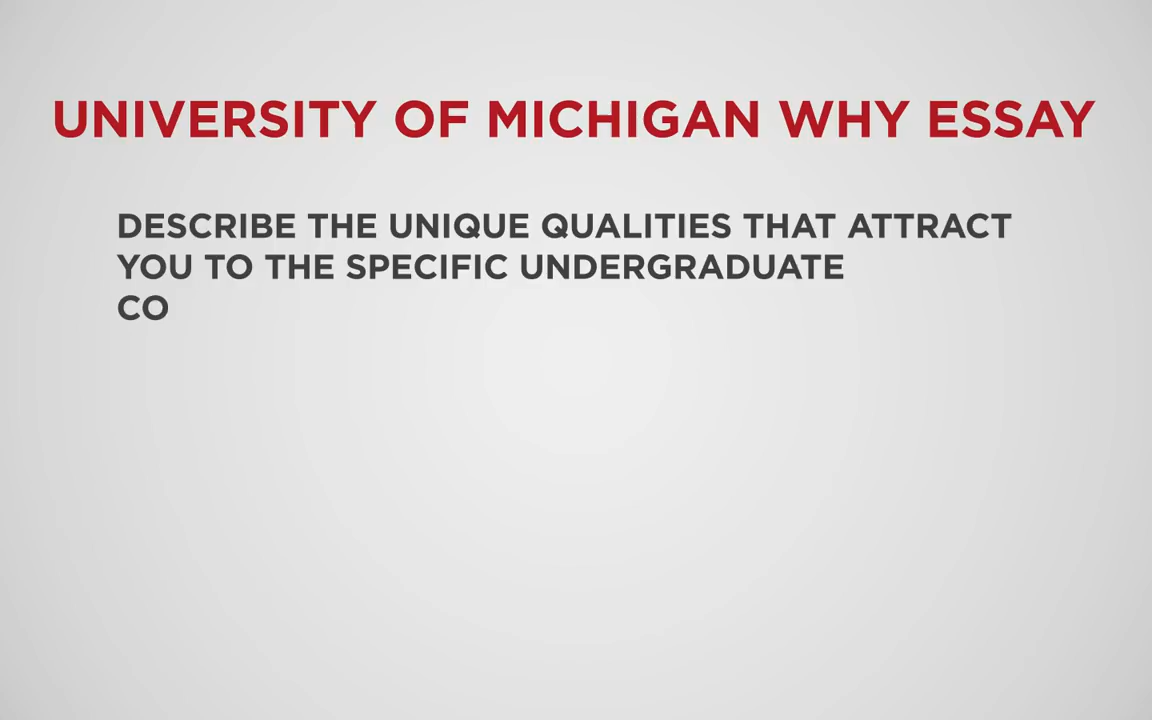 UNIVERSITY OF MICHIGAN WHY ESSAY
DESCRIBE THE UNIQUE QUALITIES THAT ATTRACT
YOU TO THE SPECIFIC UNDERGRADUATE
CO